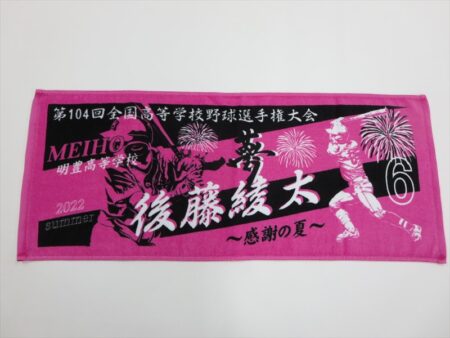 第104回全国高等学校野球選手権大会
MEIHO
明豊高等学校
夢
2022
summer
後藤綾太
6
〜感謝の夏〜